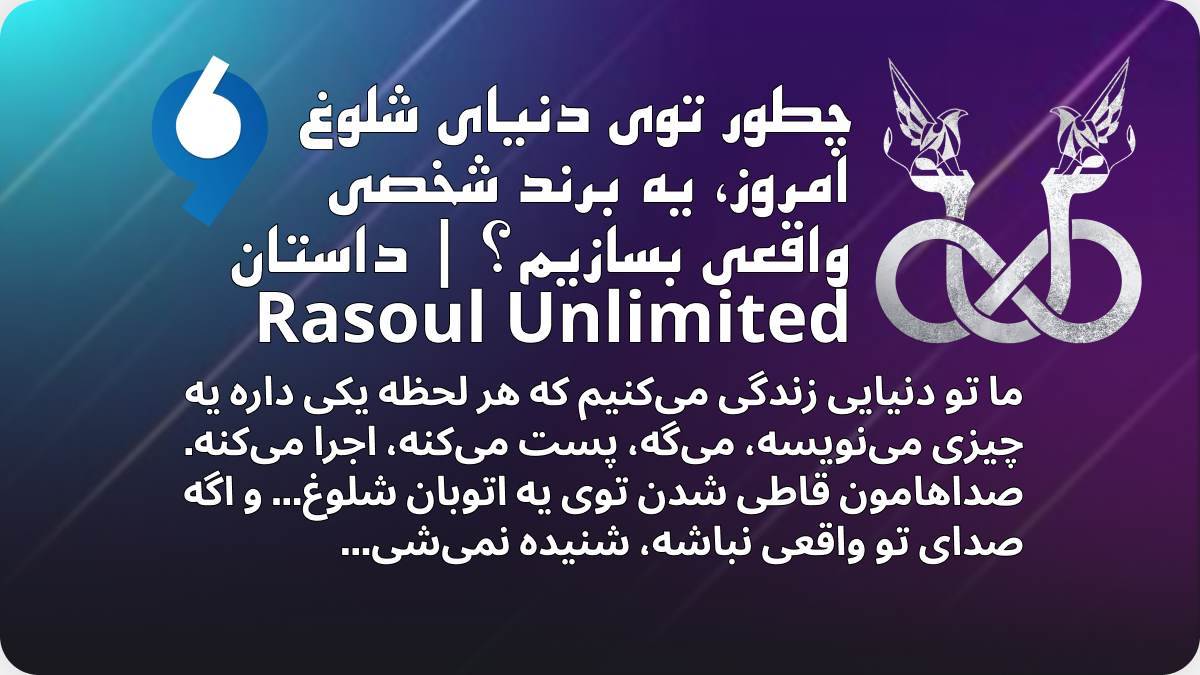 چطور توی دنیای شلوغ
امروز، یه برند شخصی
واقعی بسازیم؟ | داستان
Rasoul Unlimited
ما تو دنیایی زندگی می‌کنیم که هر لحظه یکی داره یه
چیزی می‌نویسه، می‌گه، پست می‌کنه، اجرا می‌کنه.
صداهامون قاطی شدن توی یه اتوبان شلوغ... و اگه
صدای تو واقعی نباشه، شنیده نمی‌شی...